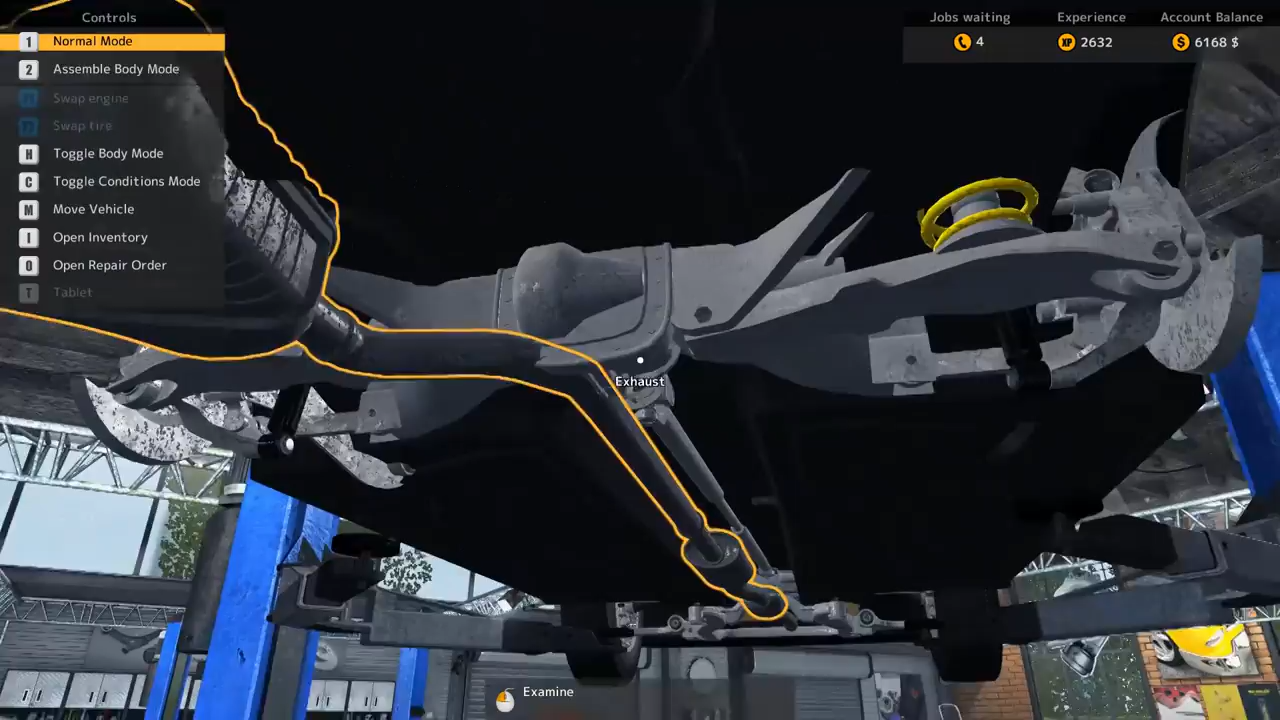 Controls
1 Normal Mode
2 Assemble Body Mode
Swap engine
Swap tire
H Toggle Body Mode
C Toggle Conditions Mode
M Move Vehicle
I Open Inventory
O Open Repair Order
T Tablet
Jobs waiting Experience Account Balance
4 XP 2632 $ 6168 $
Exhaust
Examine